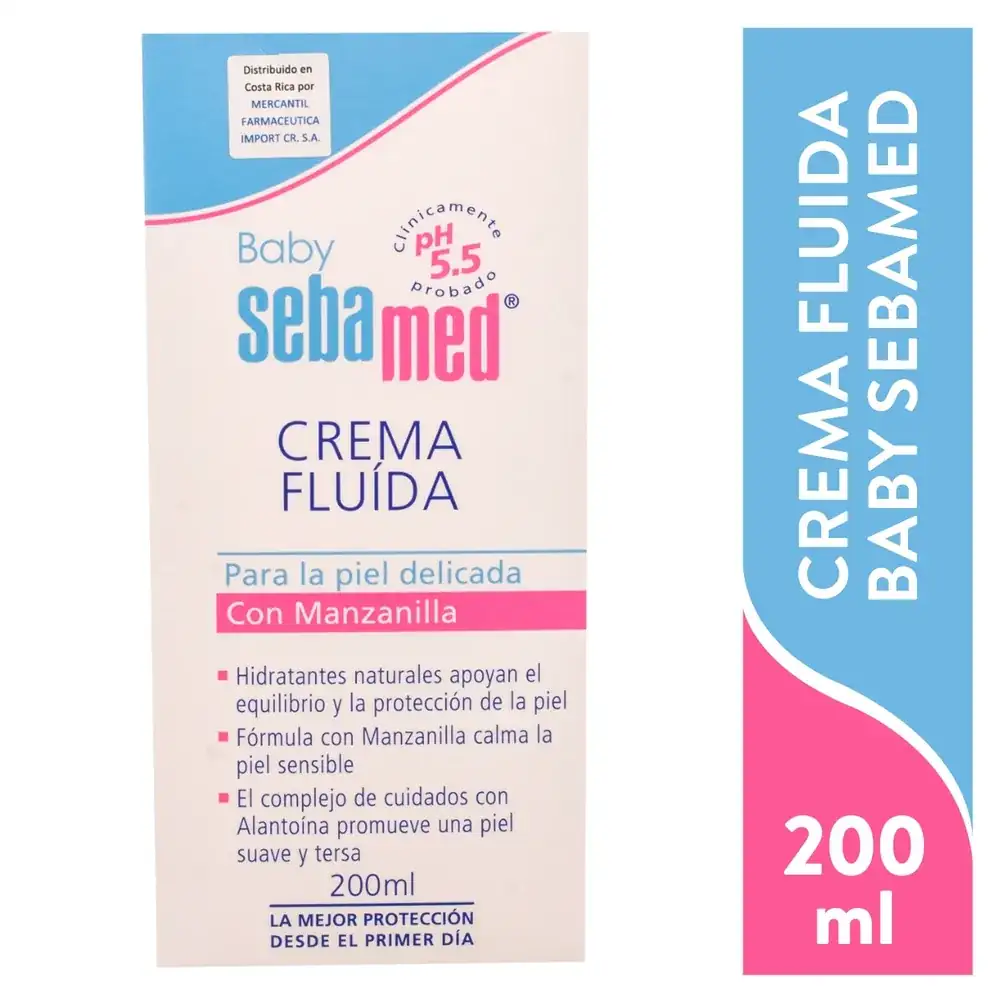 Distribuido en
Costa Rica por
MERCANTIL
FARMACEUTICA
IMPORT CR. S.A.
Baby
sebamed®
Clínicamente
pH
5.5
probado
CREMA
FLUÍDA
Para la piel delicada
Con Manzanilla
Hidratantes naturales apoyan el
equilibrio y la protección de la piel
Fórmula con Manzanilla calma la
piel sensible
El complejo de cuidados con
Alantoína promueve una piel
suave y tersa
200ml
LA MEJOR PROTECCIÓN
DESDE EL PRIMER DÍA
CREMA FLUIDA
BABY SEBAMED
200
ml